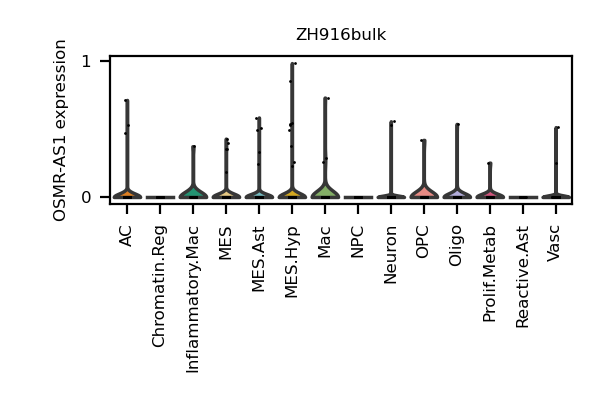 ZH916bulk
OSMR-AS1 expression
1
0
AC
Chromatin.Reg
Inflammatory.Mac
MES
MES.Ast
MES.Hyp
Mac
NPC
Neuron
OPC
Oligo
Prolif.Metab
Reactive.Ast
Vasc